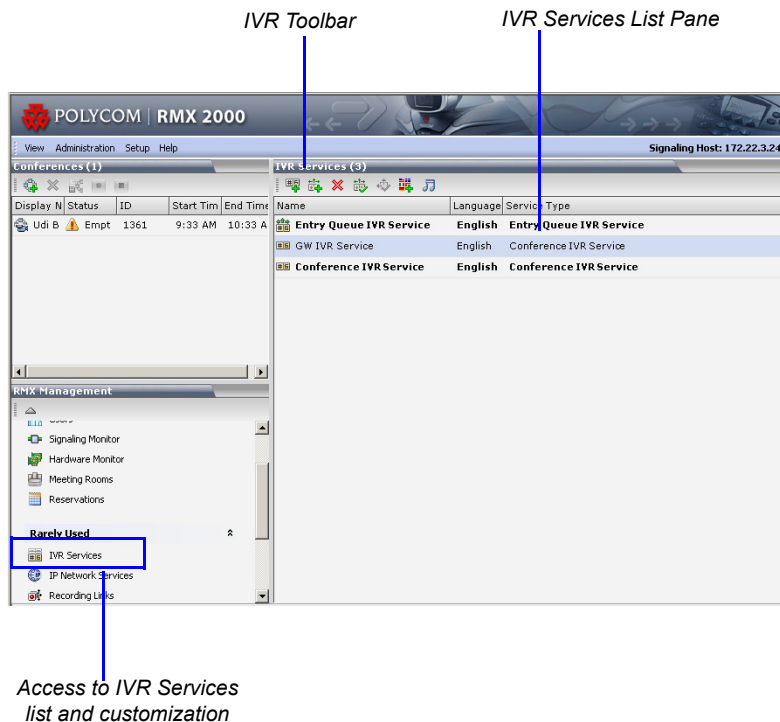 IVR Toolbar
IVR Services List Pane
POLYCOM | RMX 2000
View Administration Setup Help
Signaling Host: 172.22.3.24
Conferences (1)
IVR Services (3)
Display N Status ID Start Tim End Time
Name Language Service Type
Udi B Empt 1361 9:33 AM 10:33 A
Entry Queue IVR Service English Entry Queue IVR Service
GW IVR Service English Conference IVR Service
Conference IVR Service English Conference IVR Service
RMX Management
Users
Signaling Monitor
Hardware Monitor
Meeting Rooms
Reservations
Rarely Used
IVR Services
IP Network Services
Recording Links
Access to IVR Services
list and customization